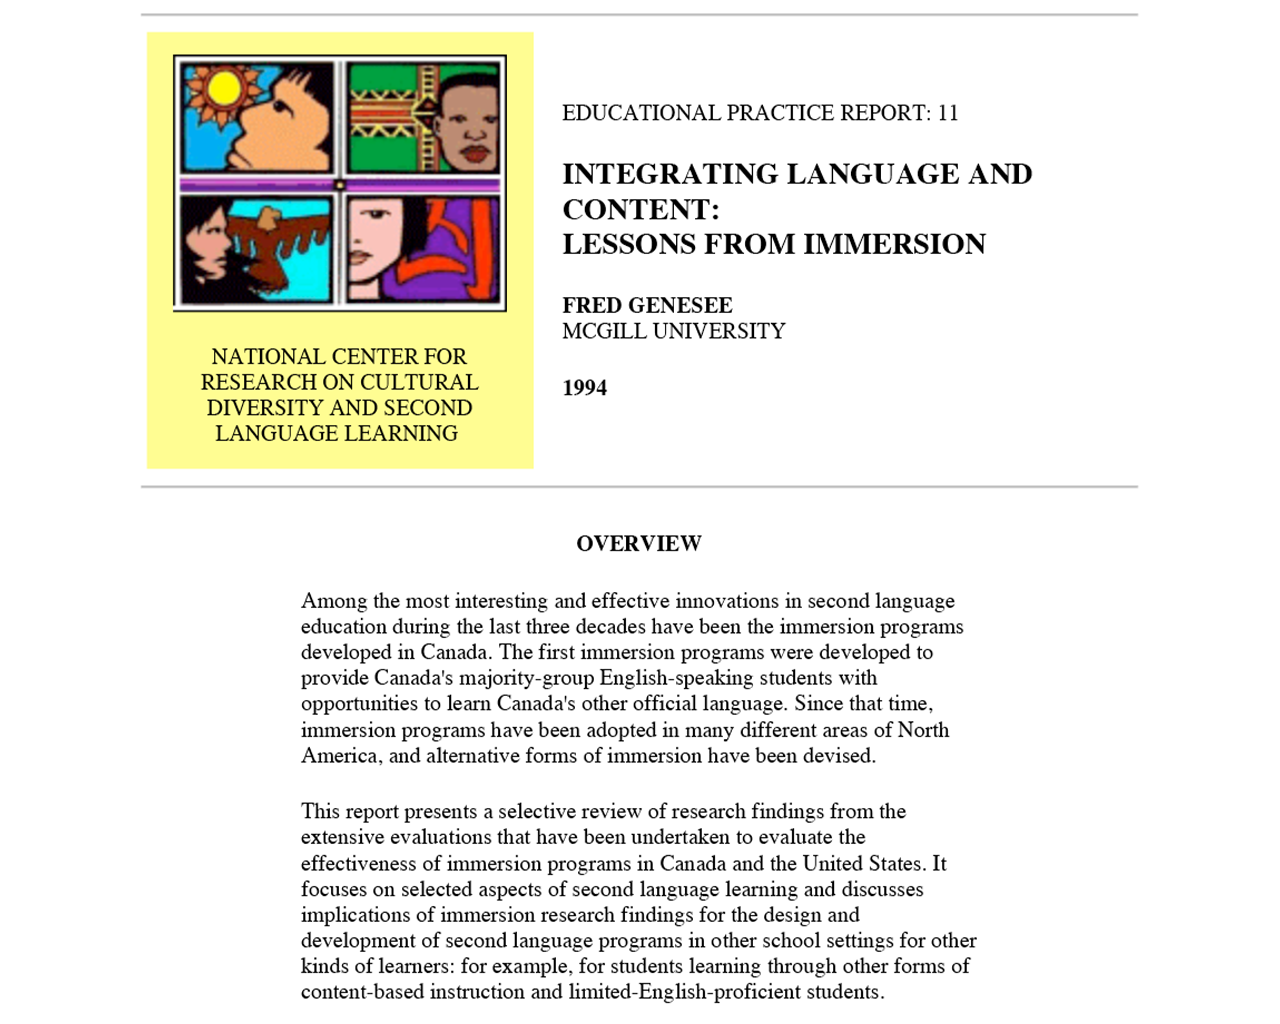 NATIONAL CENTER FOR
RESEARCH ON CULTURAL
DIVERSITY AND SECOND
LANGUAGE LEARNING
EDUCATIONAL PRACTICE REPORT: 11
INTEGRATING LANGUAGE AND
CONTENT:
LESSONS FROM IMMERSION
FRED GENESEE
MCGILL UNIVERSITY
1994
OVERVIEW
Among the most interesting and effective innovations in second language
education during the last three decades have been the immersion programs
developed in Canada. The first immersion programs were developed to
provide Canada's majority-group English-speaking students with
opportunities to learn Canada's other official language. Since that time,
immersion programs have been adopted in many different areas of North
America, and alternative forms of immersion have been devised.
This report presents a selective review of research findings from the
extensive evaluations that have been undertaken to evaluate the
effectiveness of immersion programs in Canada and the United States. It
focuses on selected aspects of second language learning and discusses
implications of immersion research findings for the design and
development of second language programs in other school settings for other
kinds of learners: for example, for students learning through other forms of
content-based instruction and limited-English-proficient students.